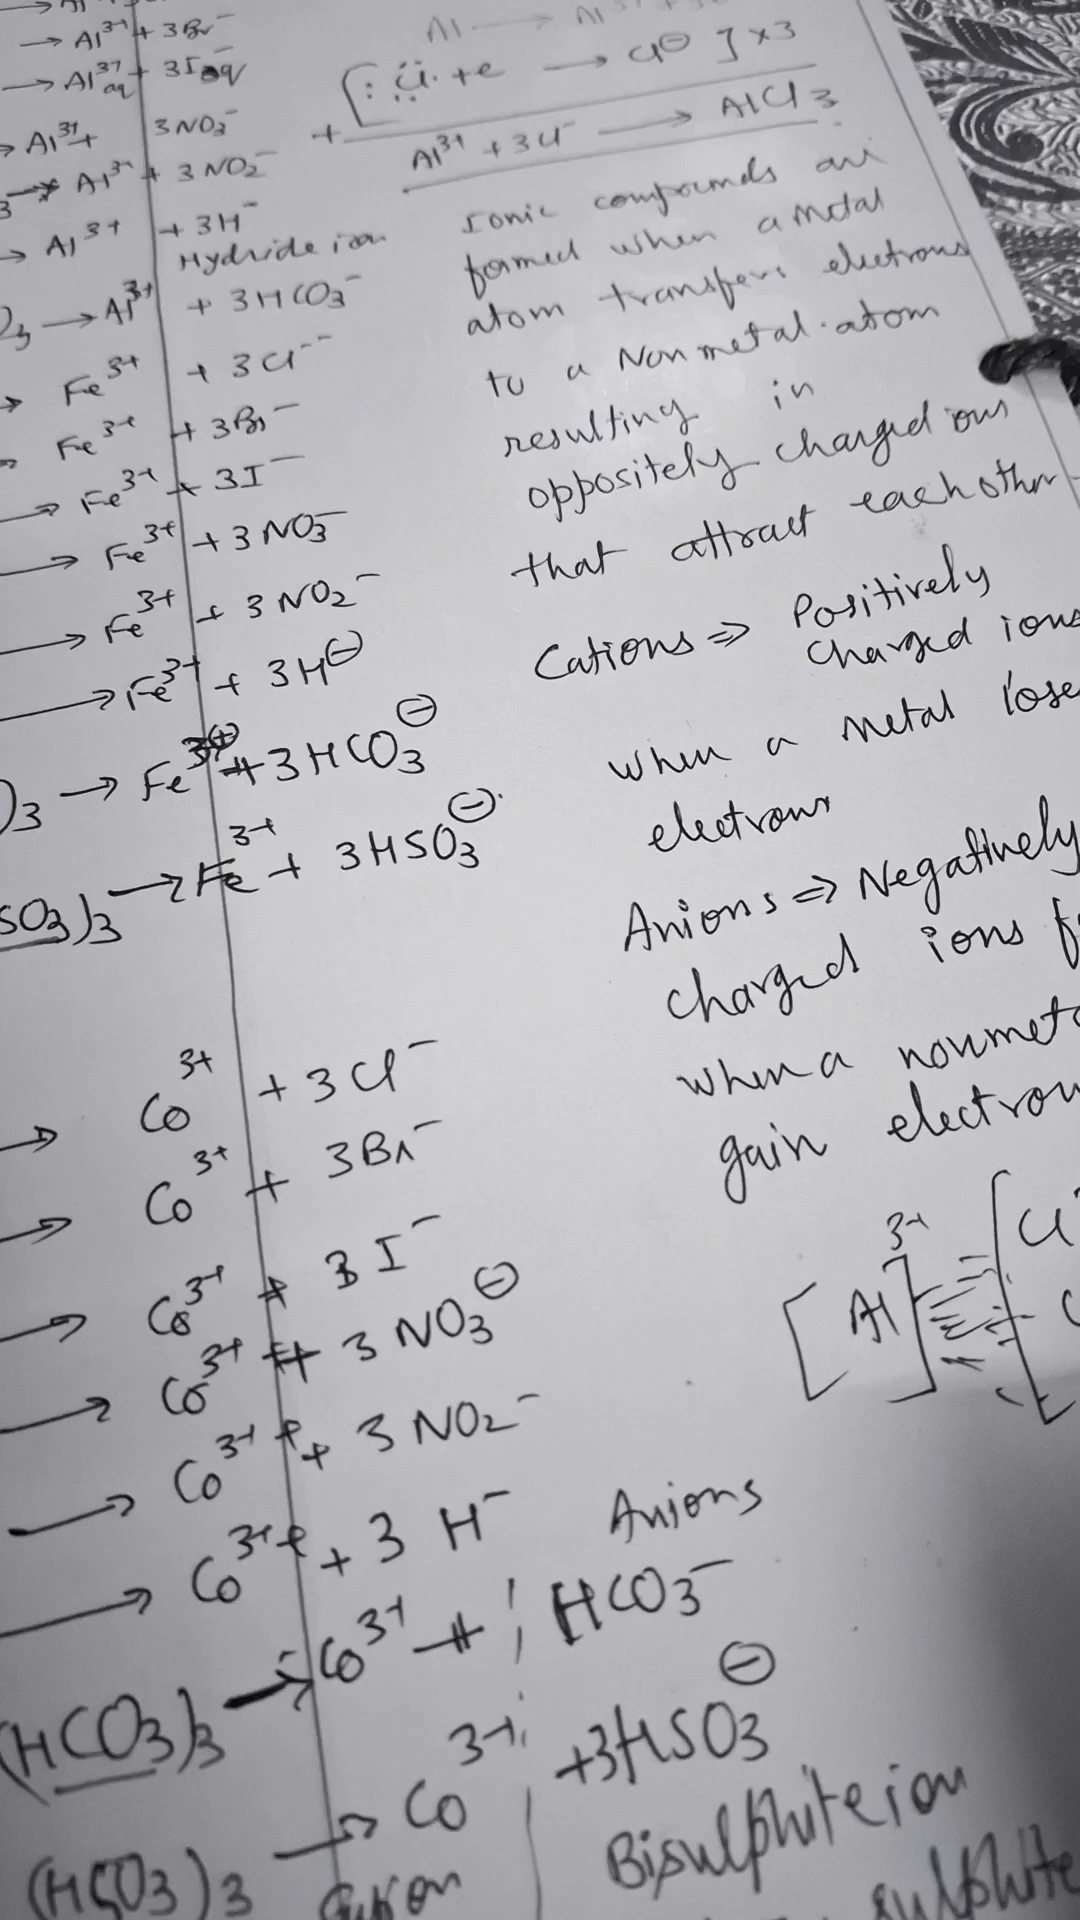 → Al³⁺ + 3Br⁻
→ Al³⁺aq + 3I⁻aq
→ Al³⁺ + 3NO₃⁻
→ Al³⁺ + 3NO₂⁻
→ Al³⁺ + 3H⁻
Hydride ion
)₃ → Al³⁺ + 3HCO₃⁻
→ Fe³⁺ + 3Cl⁻
→ Fe³⁺ + 3Br⁻
→ Fe³⁺ + 3I⁻
→ Fe³⁺ + 3NO₃⁻
→ Fe³⁺ + 3NO₂⁻
→ Fe³⁺ + 3H⊖
)₃ → Fe³⁺ + 3HCO₃⊖
SO₃)₃ → Fe³⁺ + 3HSO₃⊖
→ Co³⁺ + 3Cl⁻
→ Co³⁺ + 3Br⁻
→ Co³⁺ + 3I⁻
→ Co³⁺ + 3NO₃⊖
→ Co³⁺ + 3NO₂⁻
→ Co³⁺ + 3H⁻
Anions
(HCO₃)₃ → Co³⁺ + HCO₃⁻
(HSO₃)₃ → Co³⁺ + 3HSO₃⊖
Bisulphite ion
sulphite
Al →
[:Cl· + e → Cl⊖] × 3
+
Al³⁺ + 3Cl⁻ → AlCl₃
Ionic compounds are
formed when a metal
atom transfers electrons
to a Non metal atom
resulting in
oppositely charged ions
that attract each other
Cations ⇒ Positively
charged ions
when a metal lose
electrons
Anions ⇒ Negatively
charged ions f
when a nonmeta
gain electron
[Al]³⁺ [Cl